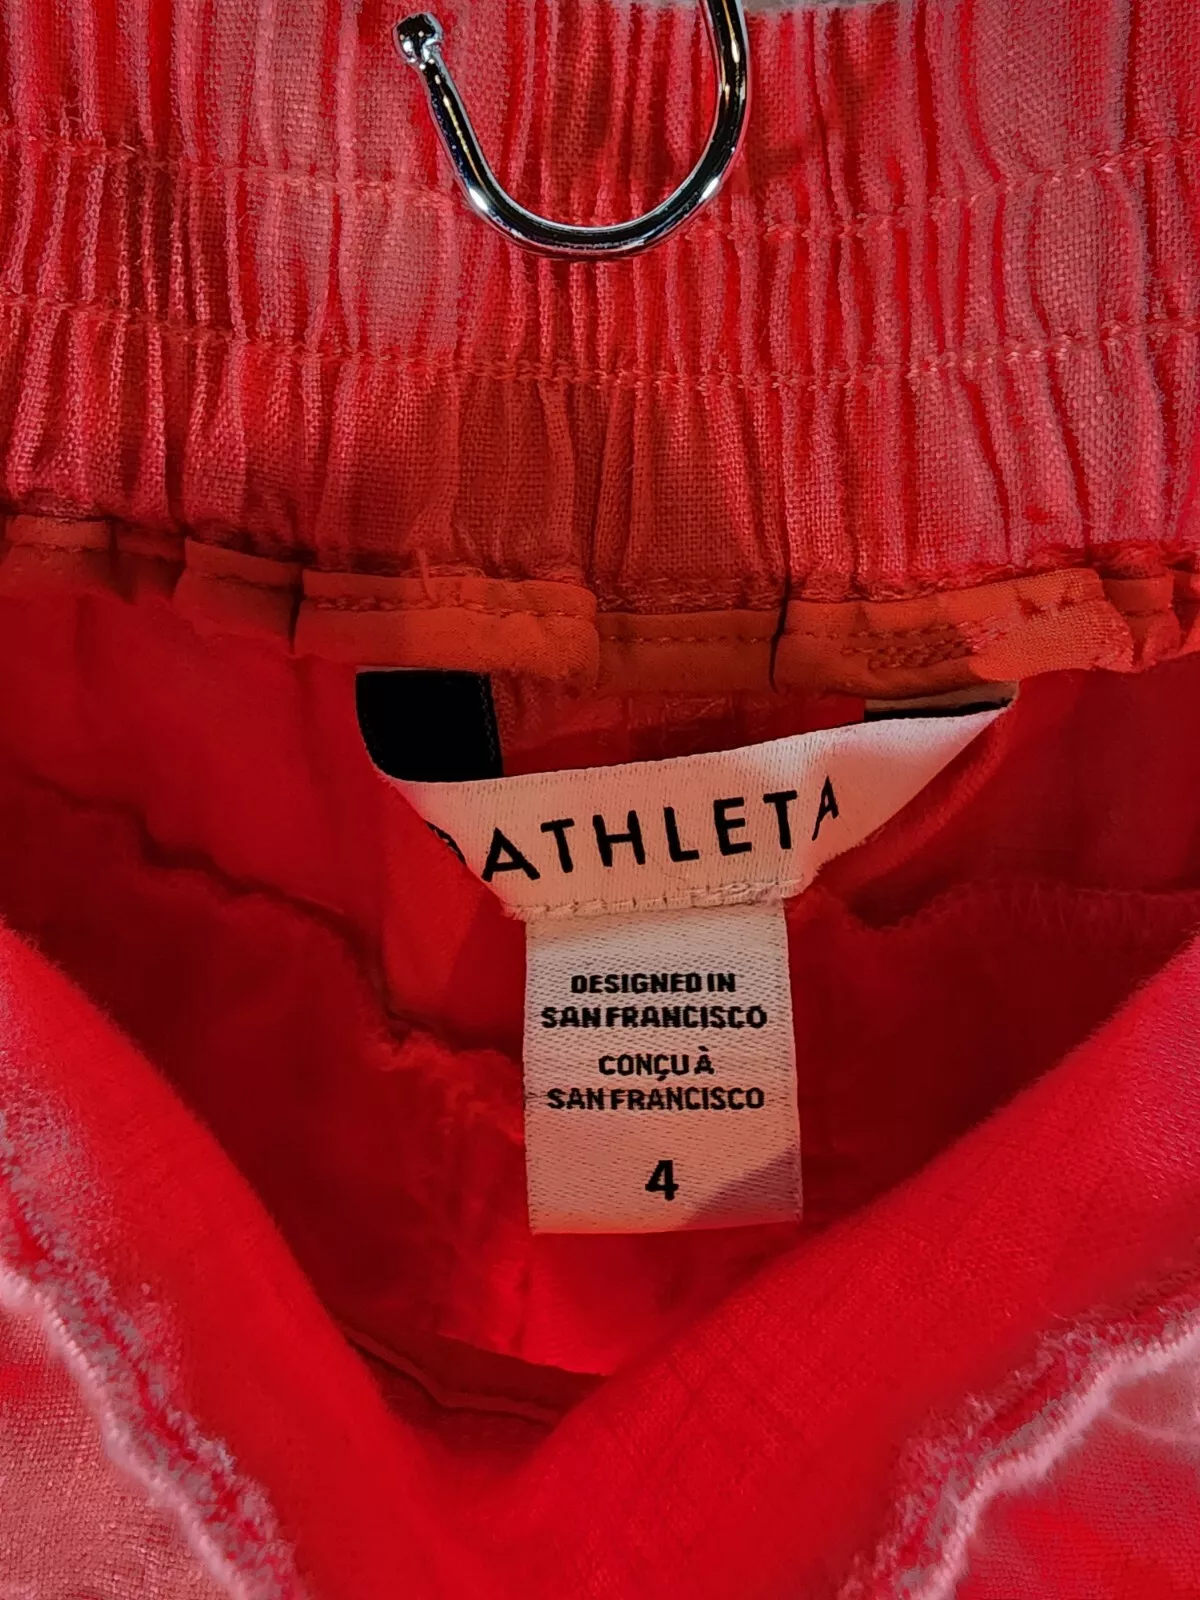 ATHLETA
DESIGNED IN
SAN FRANCISCO
CONÇU À
SAN FRANCISCO
4